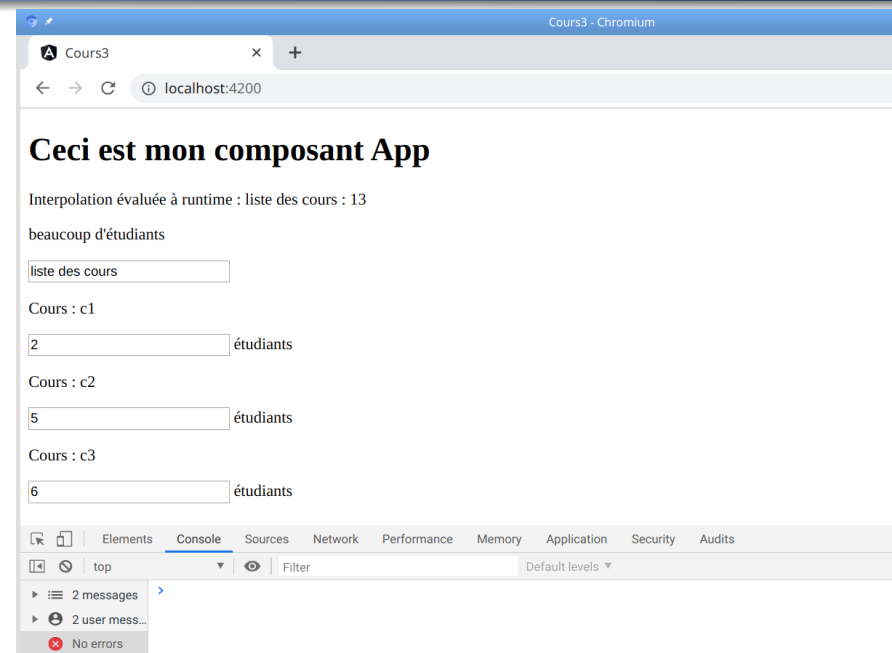 Cours3 - Chromium
Cours3
localhost:4200
Ceci est mon composant App
Interpolation évaluée à runtime : liste des cours : 13
beaucoup d'étudiants
liste des cours
Cours : c1
2 étudiants
Cours : c2
5 étudiants
Cours : c3
6 étudiants
Elements Console Sources Network Performance Memory Application Security Audits
top Filter Default levels
2 messages
2 user mess...
No errors